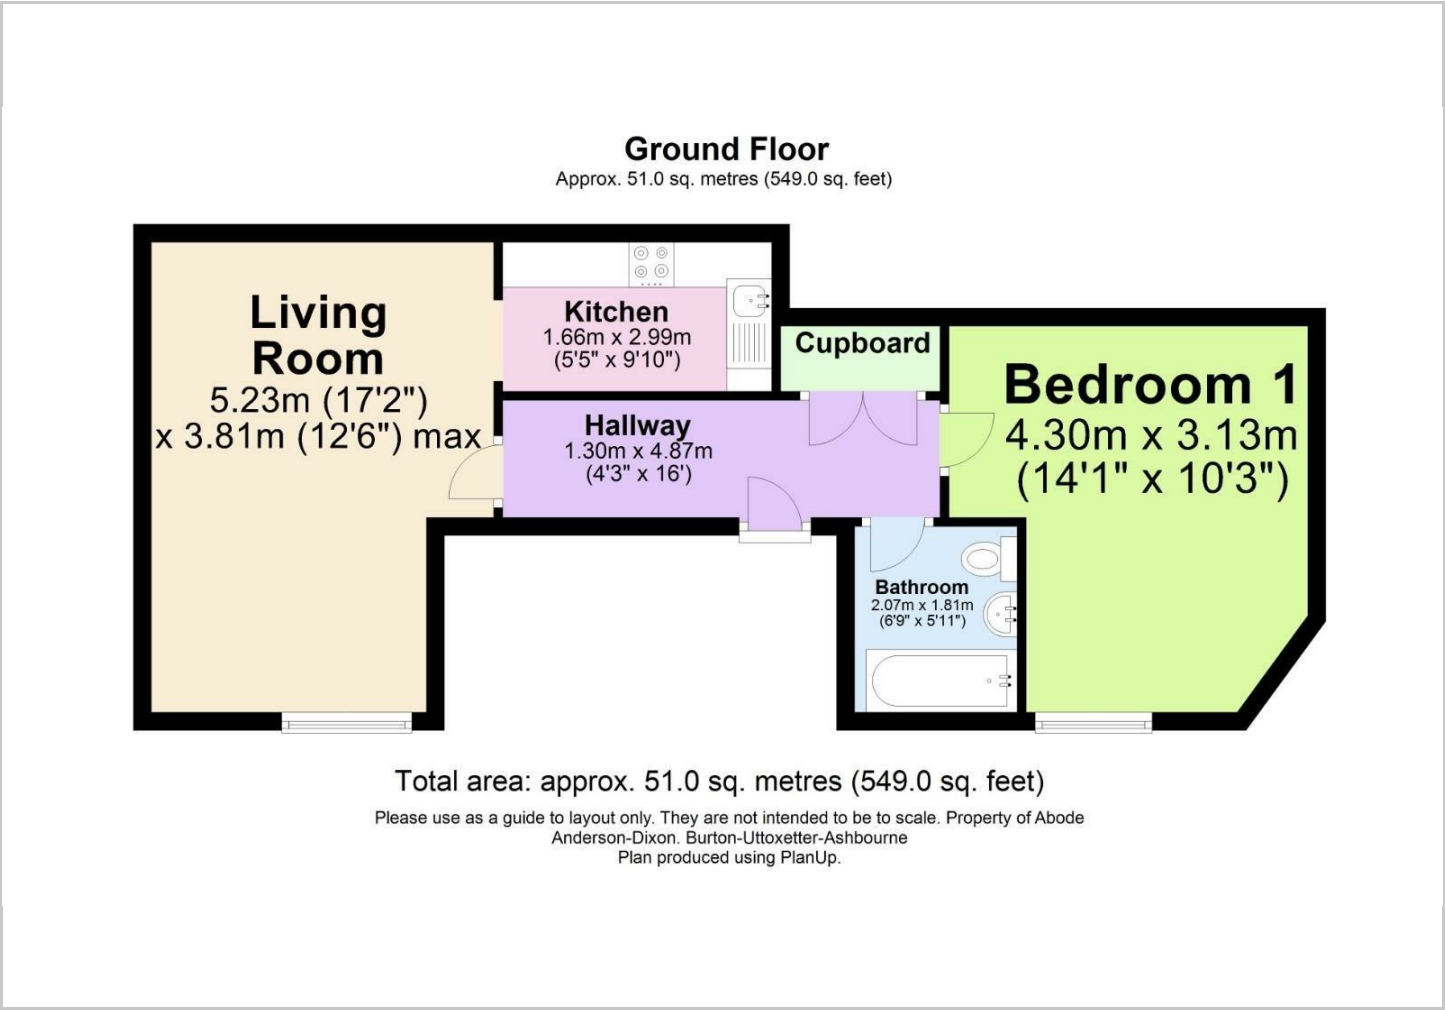 Ground Floor
Approx. 51.0 sq. metres (549.0 sq. feet)
Living
Room
5.23m (17'2")
x 3.81m (12'6") max
Kitchen
1.66m x 2.99m
(5'5" x 9'10")
Cupboard
Hallway
1.30m x 4.87m
(4'3" x 16')
Bedroom 1
4.30m x 3.13m
(14'1" x 10'3")
Bathroom
2.07m x 1.81m
(6'9" x 5'11")
Total area: approx. 51.0 sq. metres (549.0 sq. feet)
Please use as a guide to layout only. They are not intended to be to scale. Property of Abode
Anderson-Dixon. Burton-Uttoxetter-Ashbourne
Plan produced using PlanUp.